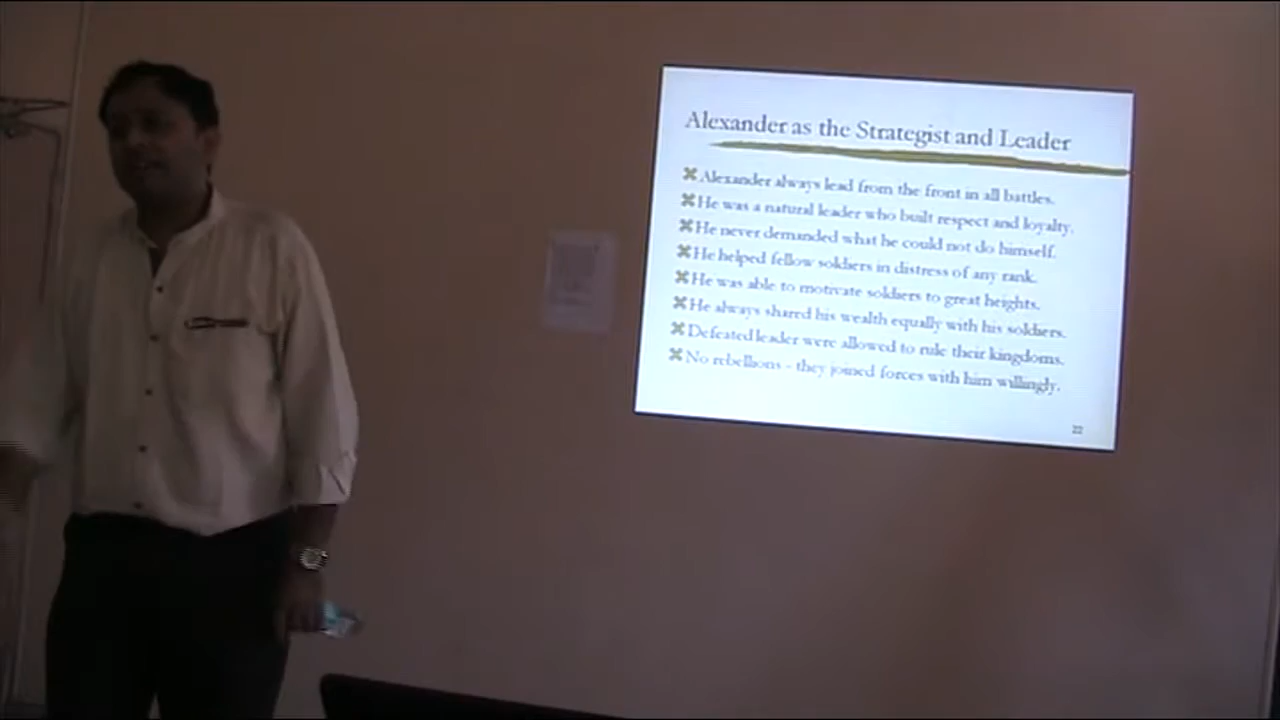 Alexander as the Strategist and Leader
Alexander always lead from the front in all battles.
He was a natural leader who built respect and loyalty.
He never demanded what he could not do himself.
He helped fellow soldiers in distress of any rank.
He was able to motivate soldiers to great heights.
He always shared his wealth equally with his soldiers.
Defeated leader were allowed to rule their kingdoms.
No rebellions - they joined forces with him willingly.
22